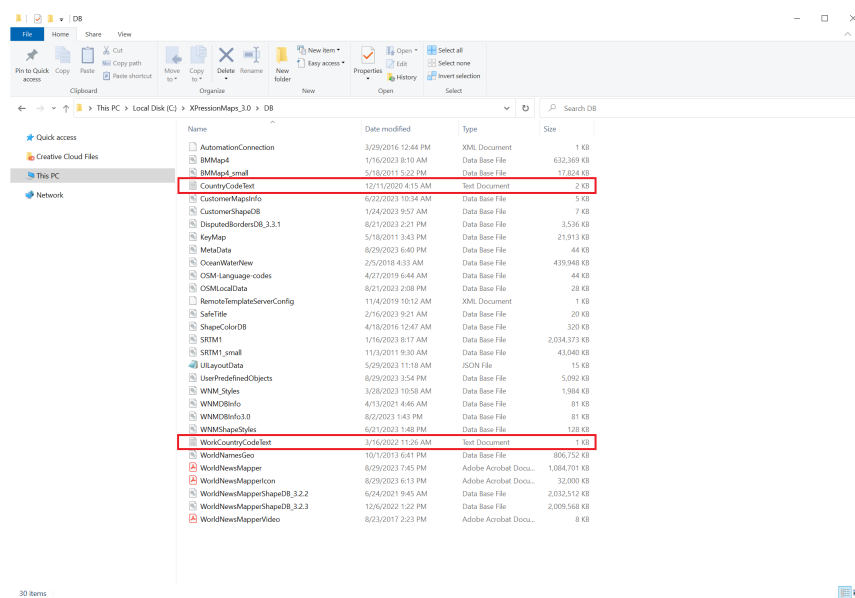 DB
File Home Share View
Pin to Quick access
Copy
Paste
Cut
Copy path
Paste shortcut
Clipboard
Move to
Copy to
Delete
Rename
Organize
New folder
New item
Easy access
New
Properties
Open
Edit
History
Open
Select all
Select none
Invert selection
Select
> This PC > Local Disk (C:) > XPressionMaps_3.0 > DB
Search DB
Quick access
Creative Cloud Files
This PC
Network
Name Date modified Type Size
AutomationConnection 3/29/2016 12:44 PM XML Document 1 KB
BMMap4 1/16/2023 8:10 AM Data Base File 632,369 KB
BMMap4_small 5/18/2011 5:22 PM Data Base File 17,824 KB
CountryCodeText 12/11/2020 4:15 AM Text Document 2 KB
CustomerMapsInfo 6/22/2023 10:34 AM Data Base File 5 KB
CustomerShapeDB 1/24/2023 9:57 AM Data Base File 7 KB
DisputedBordersDB_3.3.1 8/21/2023 2:21 PM Data Base File 3,536 KB
KeyMap 5/18/2011 3:43 PM Data Base File 21,913 KB
MetaData 8/29/2023 6:40 PM Data Base File 44 KB
OceanWaterNew 2/5/2018 4:33 AM Data Base File 439,948 KB
OSM-Language-codes 4/27/2019 6:44 AM Data Base File 44 KB
OSMLocalData 8/21/2023 2:08 PM Data Base File 28 KB
RemoteTemplateServerConfig 11/4/2019 10:12 AM XML Document 1 KB
SafeTitle 2/16/2023 9:21 AM Data Base File 20 KB
ShapeColorDB 4/18/2016 12:47 AM Data Base File 320 KB
SRTM1 1/16/2023 8:17 AM Data Base File 2,034,373 KB
SRTM1_small 11/3/2011 9:30 AM Data Base File 43,040 KB
UILayoutData 5/29/2023 11:18 AM JSON File 15 KB
UserPredefinedObjects 8/29/2023 3:54 PM Data Base File 5,092 KB
WNM_Styles 3/28/2023 10:58 AM Data Base File 1,984 KB
WNMDBInfo 4/13/2021 4:46 AM Data Base File 81 KB
WNMDBInfo3.0 8/2/2023 1:43 PM Data Base File 81 KB
WNMShapeStyles 6/21/2023 1:48 PM Data Base File 128 KB
WorkCountryCodeText 3/16/2022 11:26 AM Text Document 1 KB
WorldNamesGeo 10/1/2013 6:41 PM Data Base File 806,752 KB
WorldNewsMapper 8/29/2023 7:45 PM Adobe Acrobat Docu... 1,084,701 KB
WorldNewsMapperIcon 8/29/2023 6:13 PM Adobe Acrobat Docu... 32,000 KB
WorldNewsMapperShapeDB_3.2.2 6/24/2021 9:45 AM Data Base File 2,032,512 KB
WorldNewsMapperShapeDB_3.2.3 12/6/2022 1:22 PM Data Base File 2,009,568 KB
WorldNewsMapperVideo 8/23/2017 2:23 PM Adobe Acrobat Docu... 8 KB
30 items